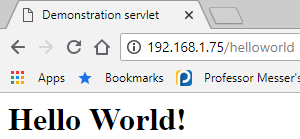 Demonstration servlet
192.168.1.75/helloworld
Apps Bookmarks Professor Messer's
Hello World!